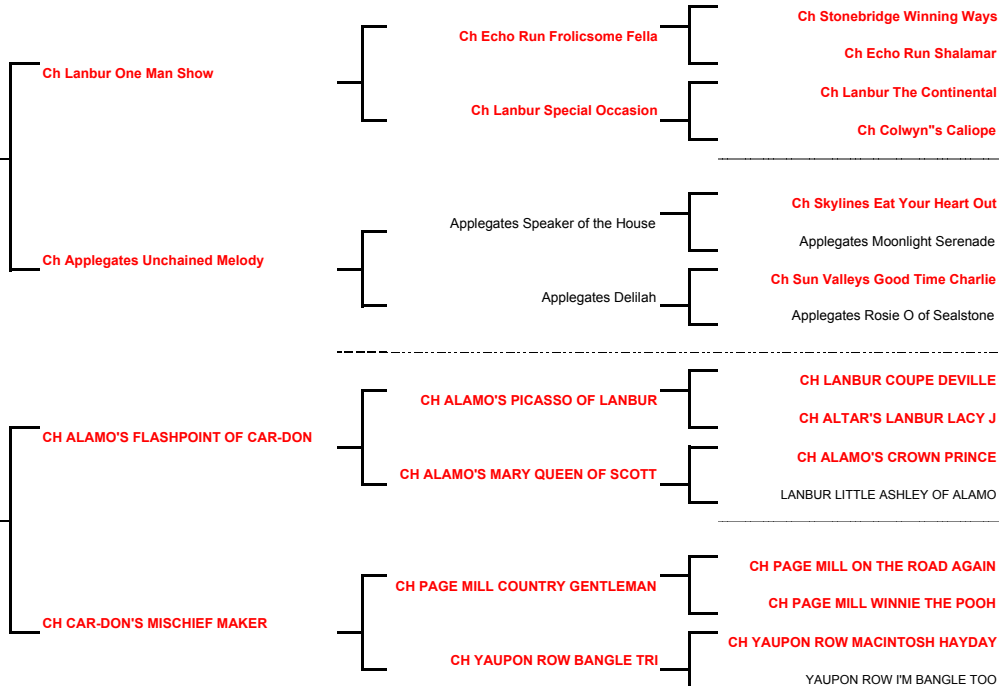 Ch Stonebridge Winning Ways
Ch Echo Run Frolicsome Fella
Ch Echo Run Shalamar
Ch Lanbur One Man Show
Ch Lanbur The Continental
Ch Lanbur Special Occasion
Ch Colwyn"s Caliope
Ch Skylines Eat Your Heart Out
Applegates Speaker of the House
Applegates Moonlight Serenade
Ch Applegates Unchained Melody
Ch Sun Valleys Good Time Charlie
Applegates Delilah
Applegates Rosie O of Sealstone
CH LANBUR COUPE DEVILLE
CH ALAMO'S PICASSO OF LANBUR
CH ALTAR'S LANBUR LACY J
CH ALAMO'S FLASHPOINT OF CAR-DON
CH ALAMO'S CROWN PRINCE
CH ALAMO'S MARY QUEEN OF SCOTT
LANBUR LITTLE ASHLEY OF ALAMO
CH PAGE MILL ON THE ROAD AGAIN
CH PAGE MILL COUNTRY GENTLEMAN
CH PAGE MILL WINNIE THE POOH
CH CAR-DON'S MISCHIEF MAKER
CH YAUPON ROW MACINTOSH HAYDAY
CH YAUPON ROW BANGLE TRI
YAUPON ROW I'M BANGLE TOO